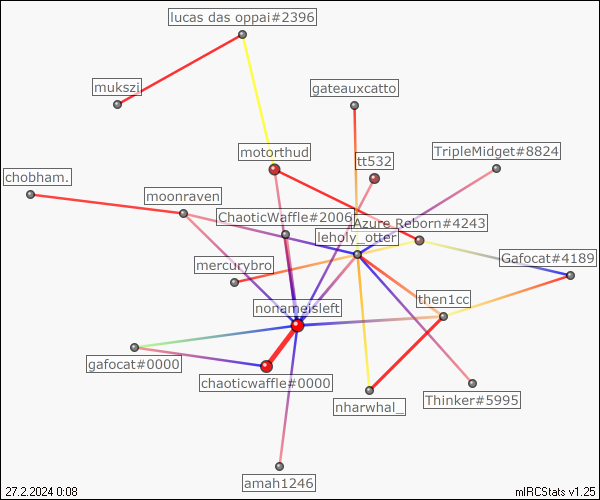 lucas das oppai#2396
mukszi
gateauxcatto
motorthud
tt532
TripleMidget#8824
chobham.
moonraven
ChaoticWaffle#2006
Azure Reborn#4243
leholy_otter
mercurybro
Gafocat#4189
nonameisleft
then1cc
gafocat#0000
chaoticwaffle#0000
nharwhal_
Thinker#5995
amah1246
27.2.2024 0:08
mIRCStats v1.25